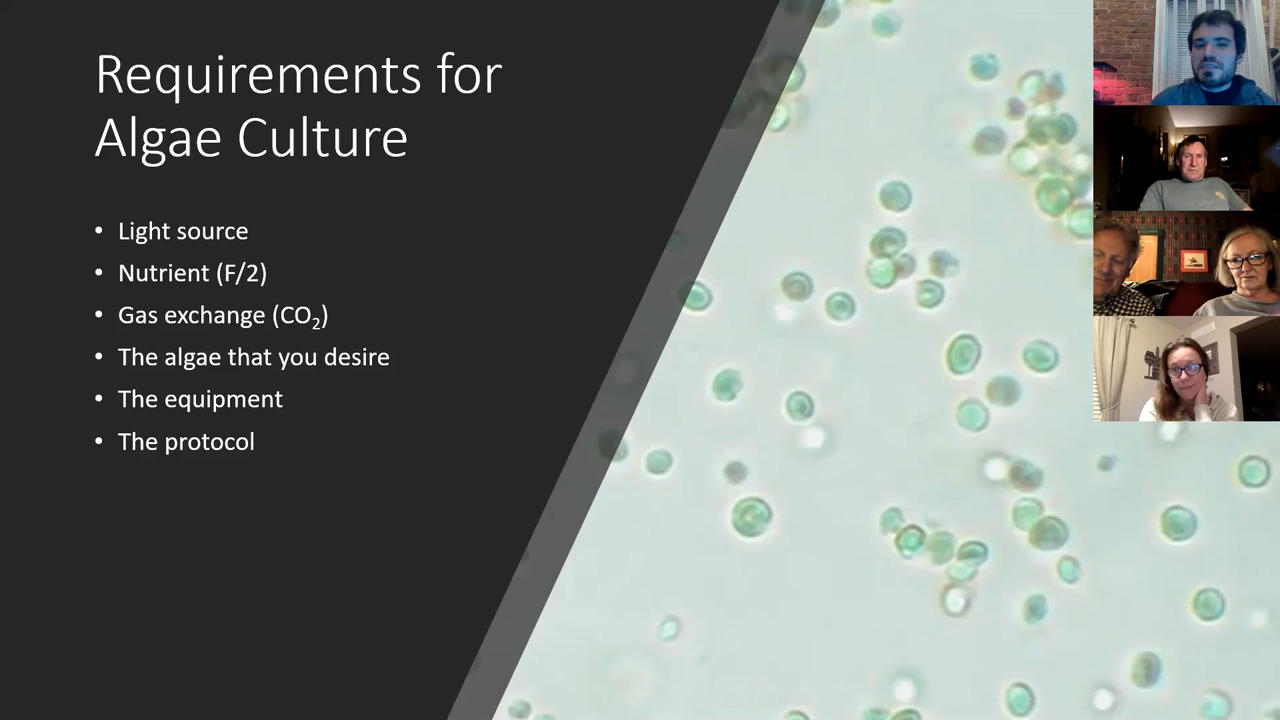 Requirements for
Algae Culture
• Light source
• Nutrient (F/2)
• Gas exchange (CO₂)
• The algae that you desire
• The equipment
• The protocol